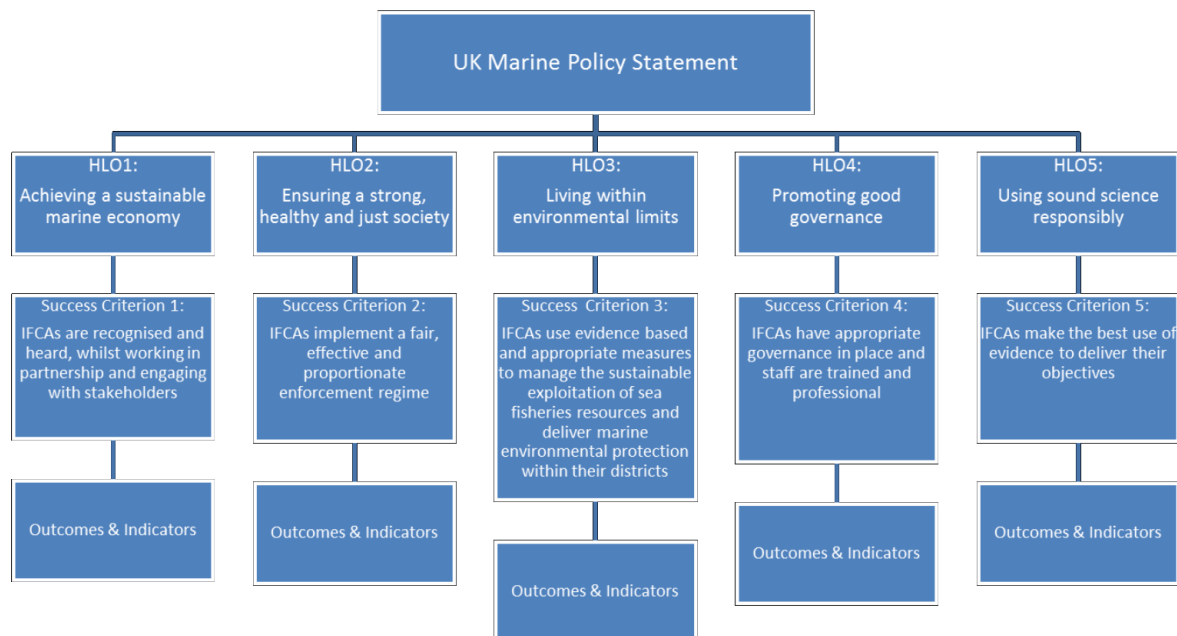 UK Marine Policy Statement
HLO1:
Achieving a sustainable
marine economy
HLO2:
Ensuring a strong,
healthy and just society
HLO3:
Living within
environmental limits
HLO4:
Promoting good
governance
HLO5:
Using sound science
responsibly
Success Criterion 1:
IFCAs are recognised and
heard, whilst working in
partnership and engaging
with stakeholders
Success Criterion 2:
IFCAs implement a fair,
effective and
proportionate
enforcement regime
Success Criterion 3:
IFCAs use evidence based
and appropriate measures
to manage the sustainable
exploitation of sea
fisheries resources and
deliver marine
environmental protection
within their districts
Success Criterion 4:
IFCAs have appropriate
governance in place and
staff are trained and
professional
Success Criterion 5:
IFCAs make the best use of
evidence to deliver their
objectives
Outcomes & Indicators
Outcomes & Indicators
Outcomes & Indicators
Outcomes & Indicators
Outcomes & Indicators